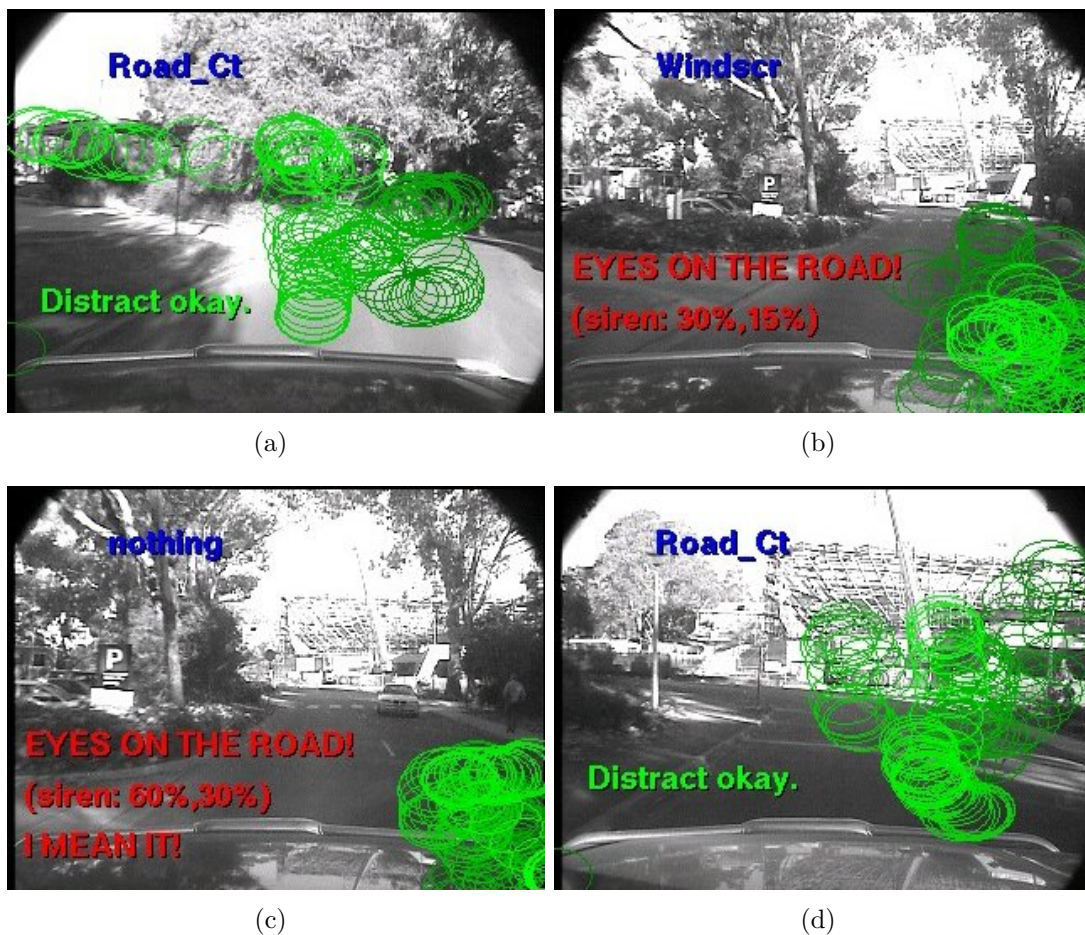 Road_Ct
Distract okay.
(a)
Windscr
P
EYES ON THE ROAD!
(siren: 30%,15%)
(b)
nothing
P
EYES ON THE ROAD!
(siren: 60%,30%)
I MEAN IT!
(c)
Road_Ct
Distract okay.
(d)